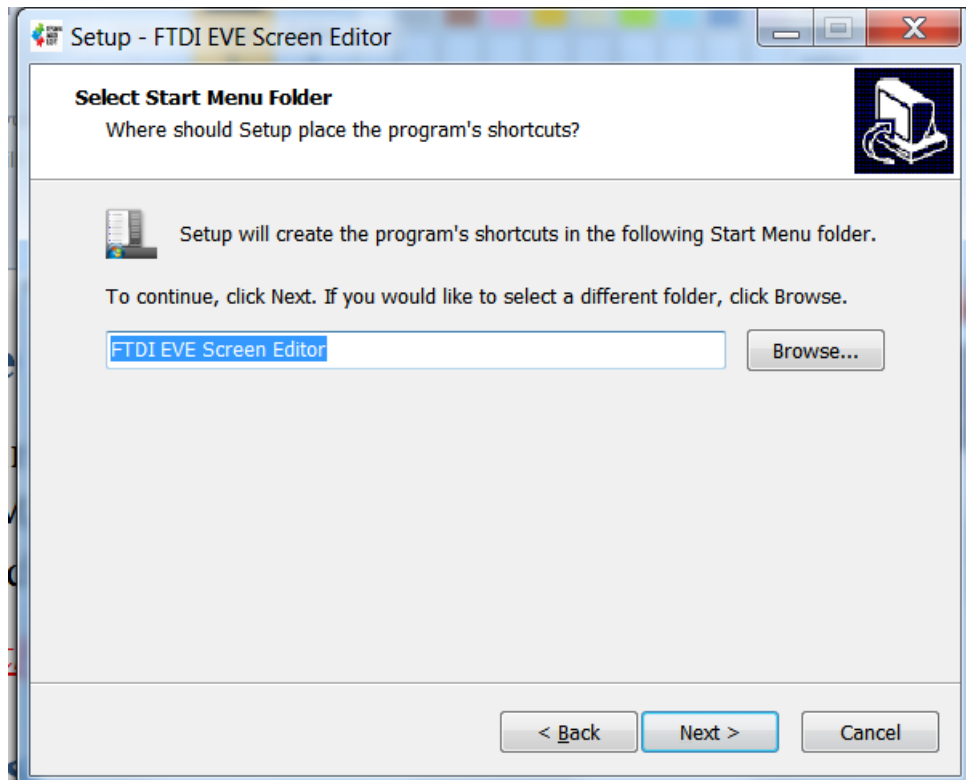 Setup - FTDI EVE Screen Editor
Select Start Menu Folder
Where should Setup place the program's shortcuts?
Setup will create the program's shortcuts in the following Start Menu folder.
To continue, click Next. If you would like to select a different folder, click Browse.
FTDI EVE Screen Editor
Browse...
< Back
Next >
Cancel